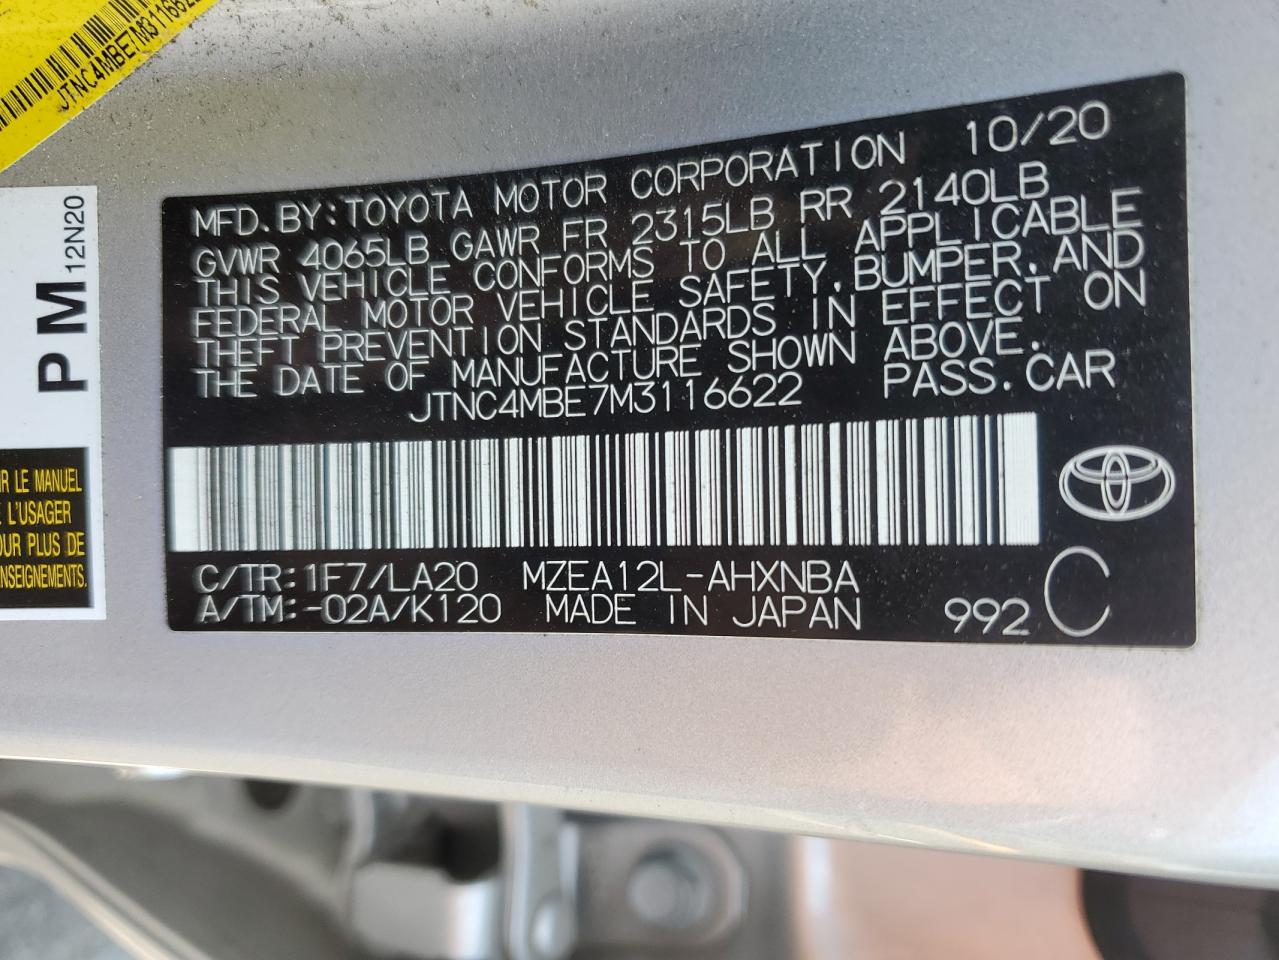 JTNC4MBE7M311662
PM 12N20
R LE MANUEL
L'USAGER
OUR PLUS DE
NSEIGNEMENTS.
MFD.BY:TOYOTA MOTOR CORPORATION 10/20
GVWR 4065LB GAWR FR 2315LB RR 2140LB
THIS VEHICLE CONFORMS TO ALL APPLICABLE
FEDERAL MOTOR VEHICLE SAFETY,BUMPER,AND
THEFT PREVENTION STANDARDS IN EFFECT ON
THE DATE OF MANUFACTURE SHOWN ABOVE.
JTNC4MBE7M3116622 PASS.CAR
C/TR:1F7/LA20 MZEA12L-AHXNBA
A/TM:-02A/K120 MADE IN JAPAN 992 C